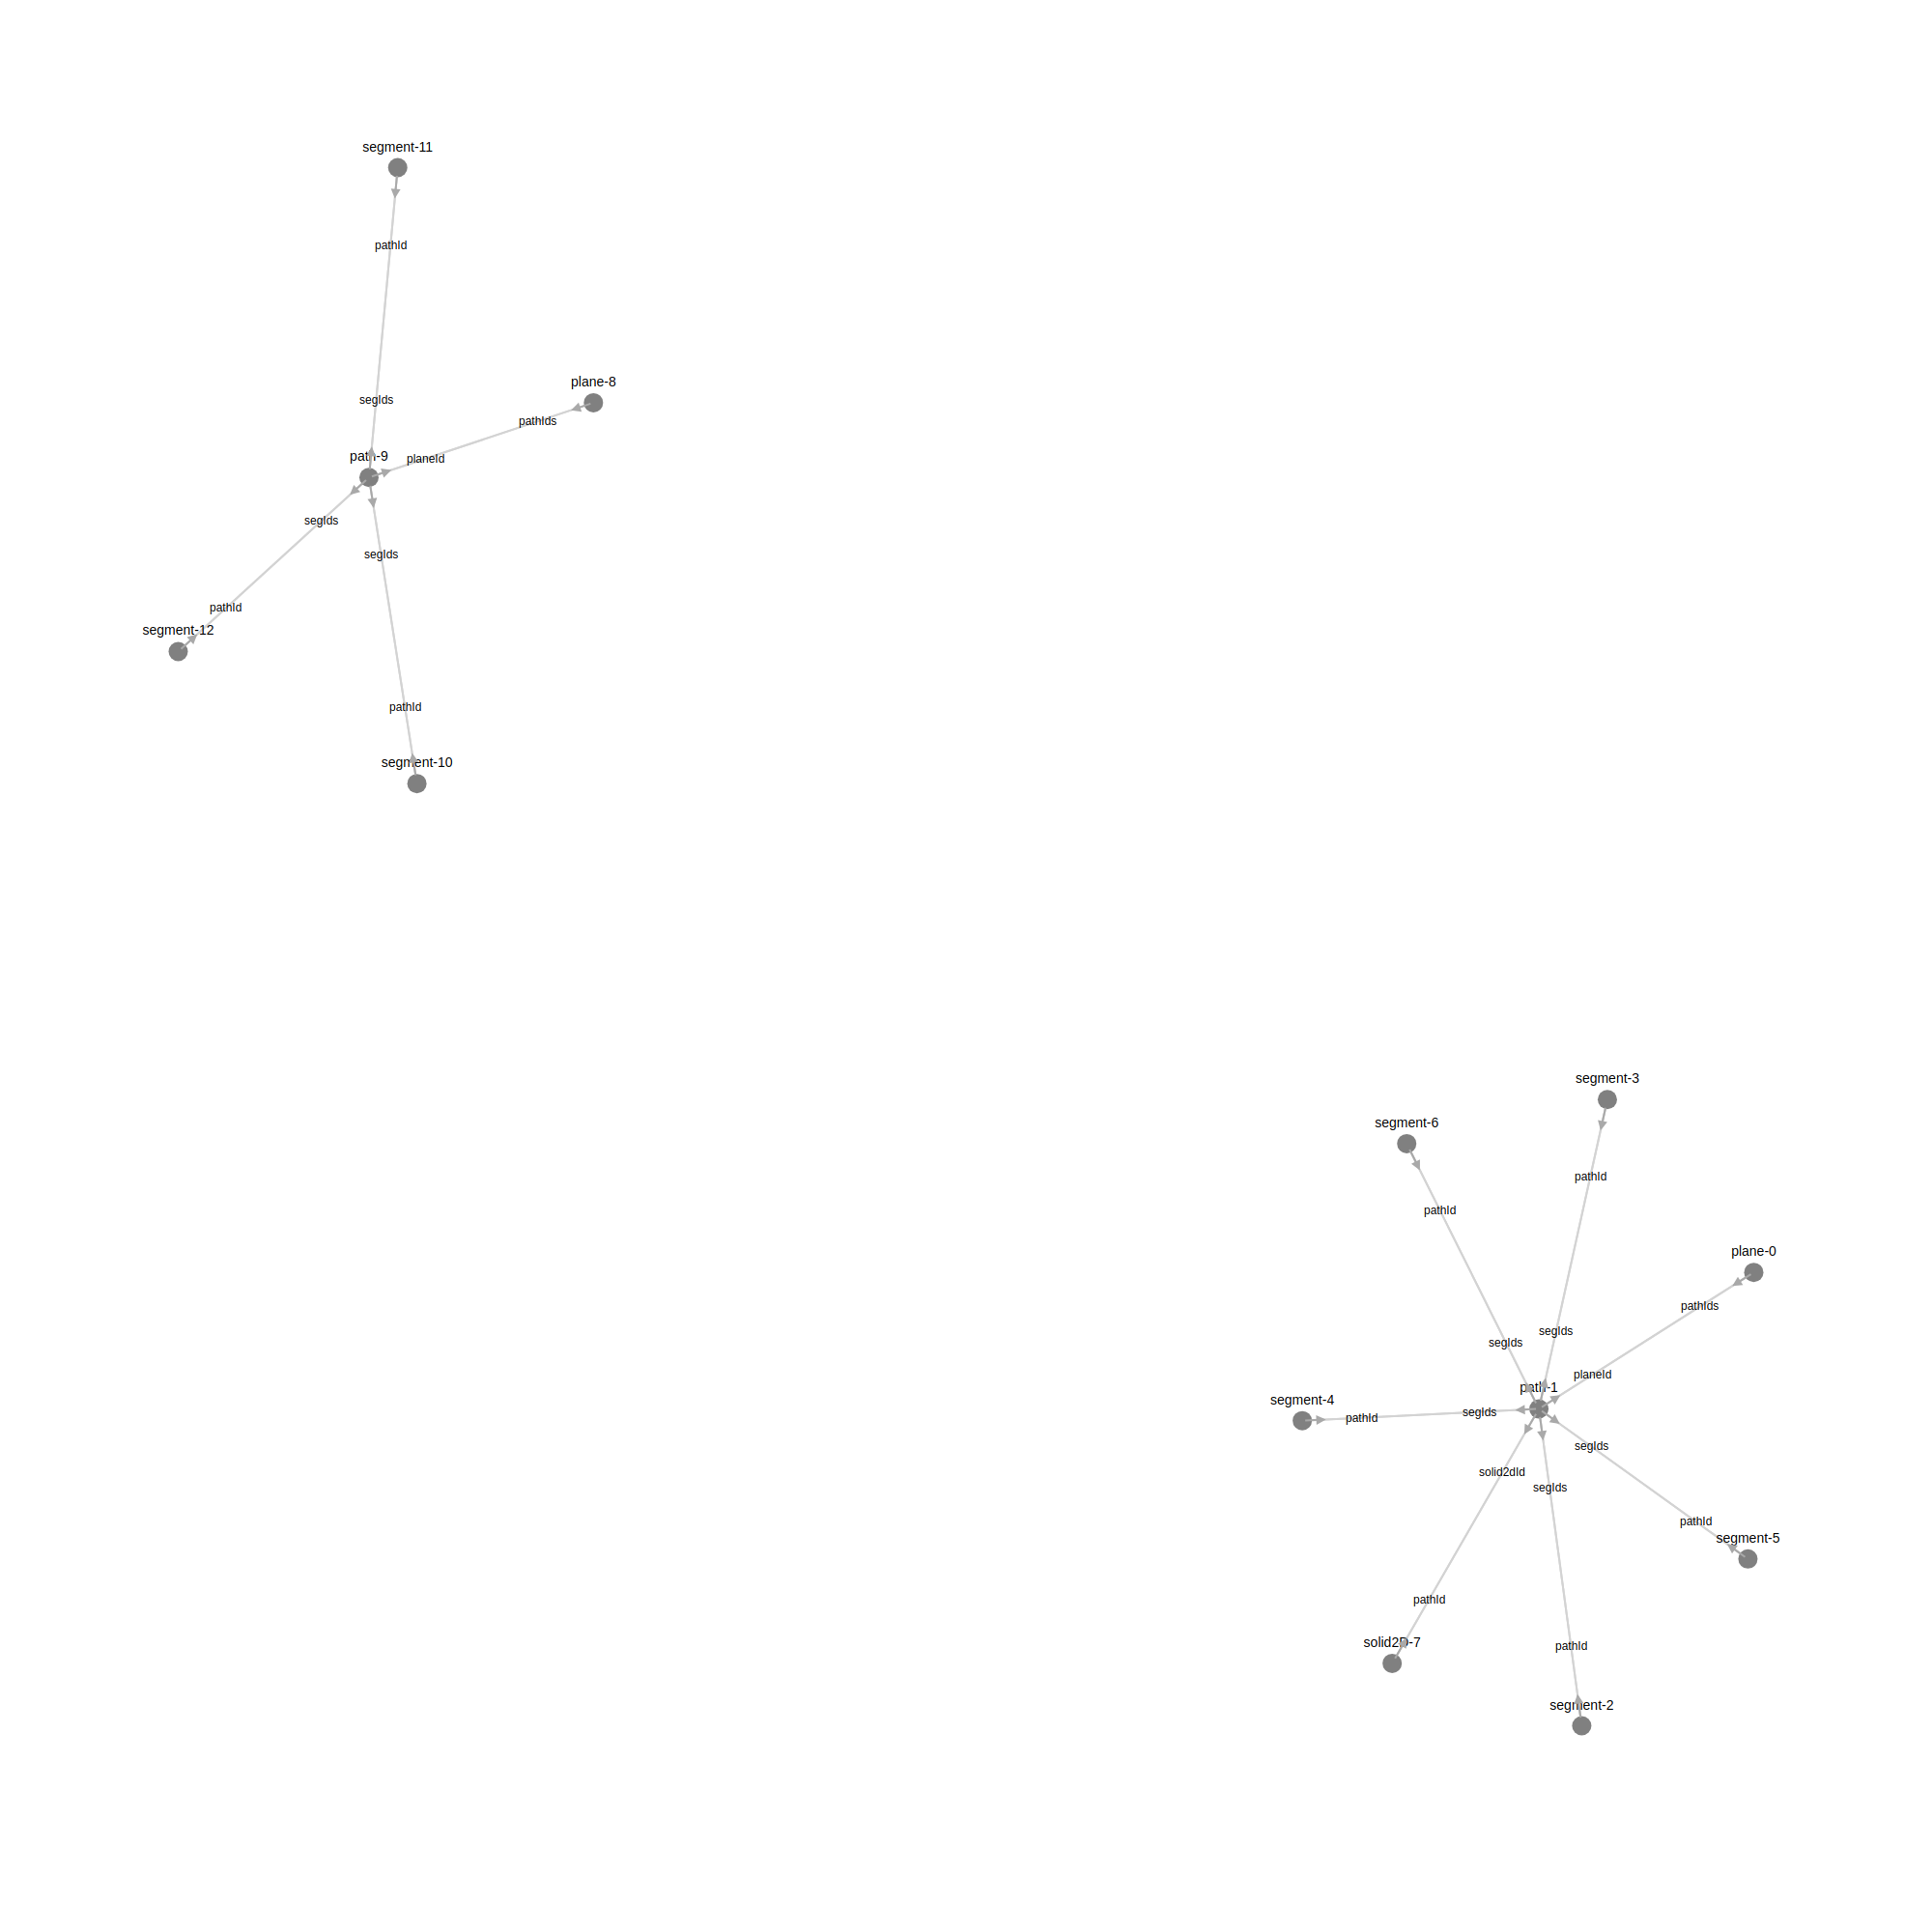 segment-11
pathId
plane-8
segIds
pathIds
path-9
planeId
segIds
segIds
pathId
segment-12
pathId
segment-10
segment-3
segment-6
pathId
pathId
plane-0
pathIds
segIds
segIds
planeId
path-1
segment-4
segIds
pathId
segIds
solid2dId
segIds
pathId
segment-5
pathId
solid2D-7
pathId
segment-2